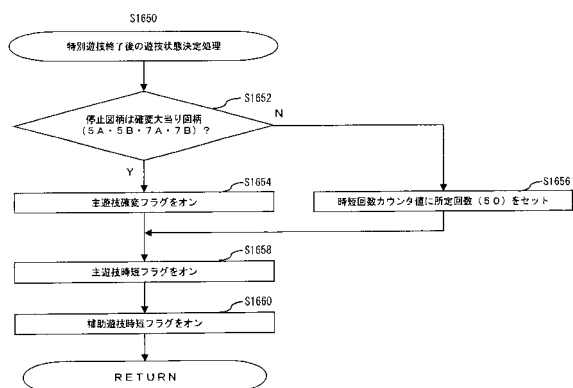 S1650
特別遊技終了後の遊技状態決定処理
S1652
停止図柄は確変大当り図柄
(5A・5B・7A・7B)?
N
Y
S1654
主遊技確変フラグをオン
S1656
時短回数カウンタ値に所定回数(50)をセット
S1658
主遊技時短フラグをオン
S1660
補助遊技時短フラグをオン
RETURN